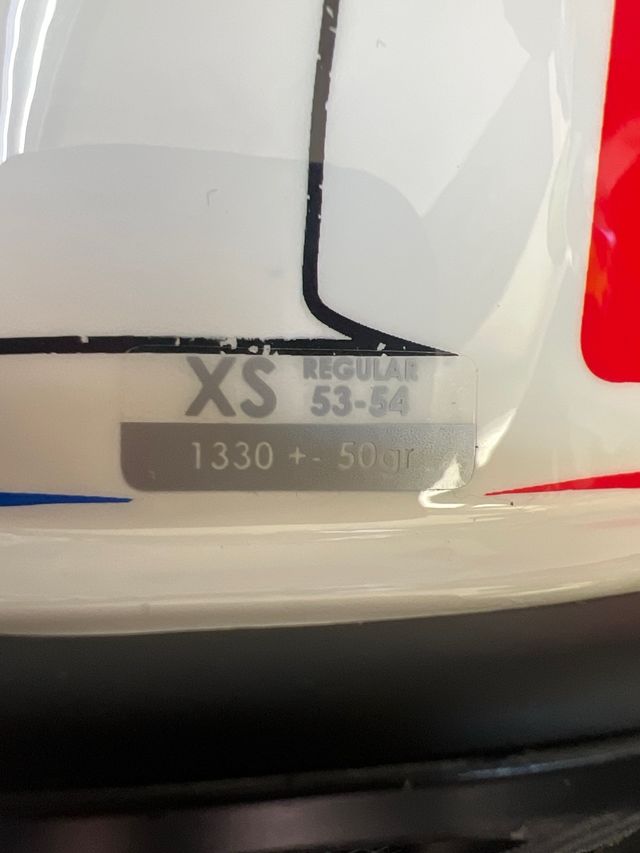 XS REGULAR
53-54
1330 +- 50gr